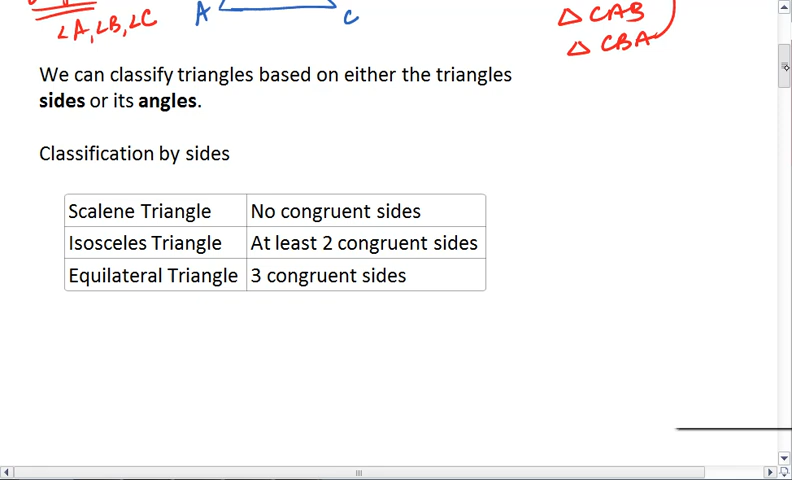 ∠A, ∠B, ∠C
A
C
△ CAB
△ CBA
We can classify triangles based on either the triangles
sides or its angles.
Classification by sides
Scalene Triangle No congruent sides
Isosceles Triangle At least 2 congruent sides
Equilateral Triangle 3 congruent sides